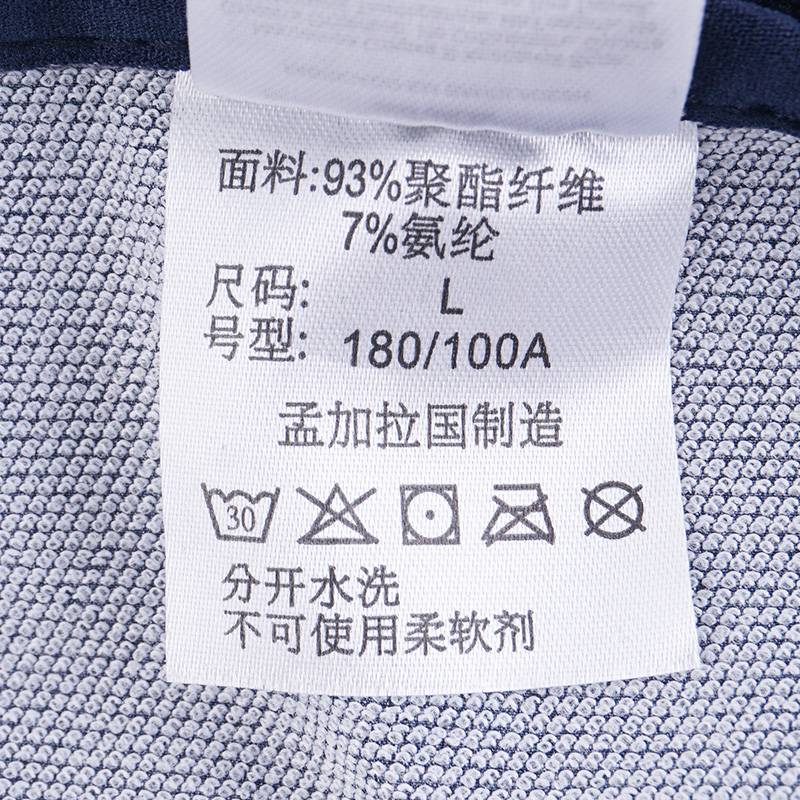 面料:93%聚酯纤维
7%氨纶
尺码: L
号型: 180/100A
孟加拉国制造
30
分开水洗
不可使用柔软剂